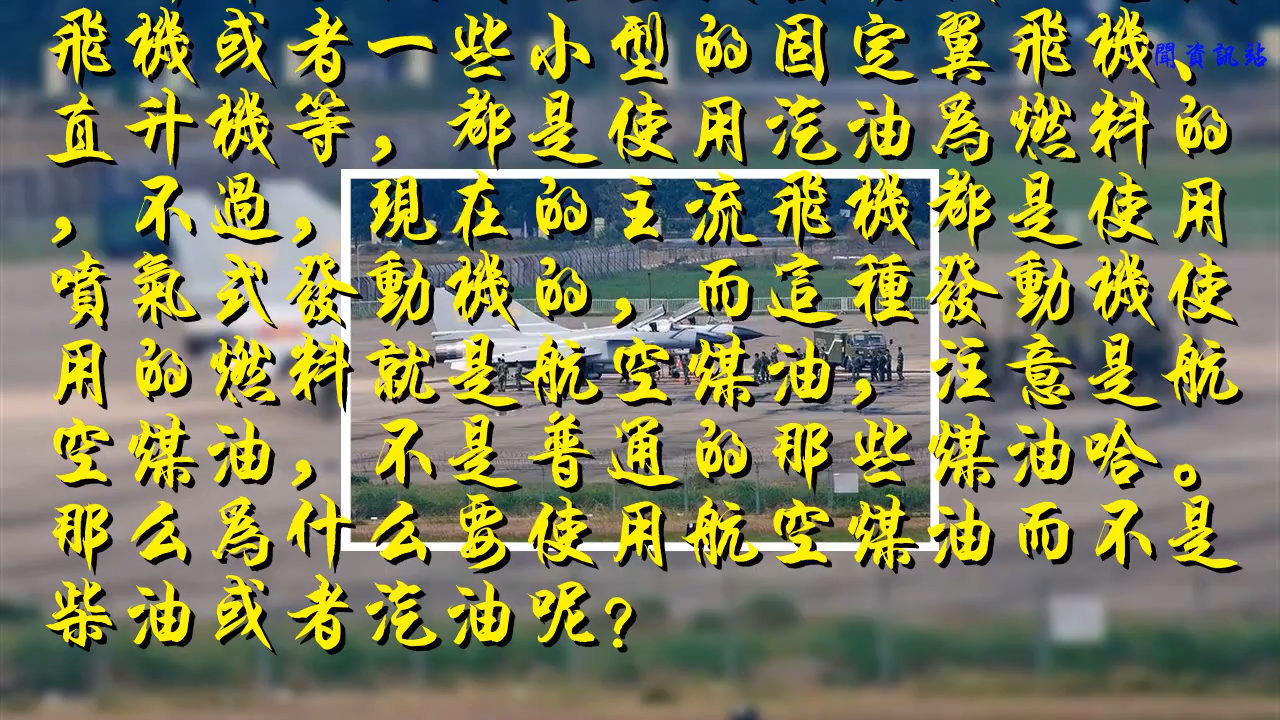 飛機或者一些小型的固定翼飛機、
聞資訊站
直升機等，都是使用汽油為燃料的
，不過，現在的主流飛機都是使用
噴氣式發動機的，而這種發動機使
用的燃料就是航空煤油，注意是航
空煤油，不是普通的那些煤油哈。
那么為什么要使用航空煤油而不是
柴油或者汽油呢？